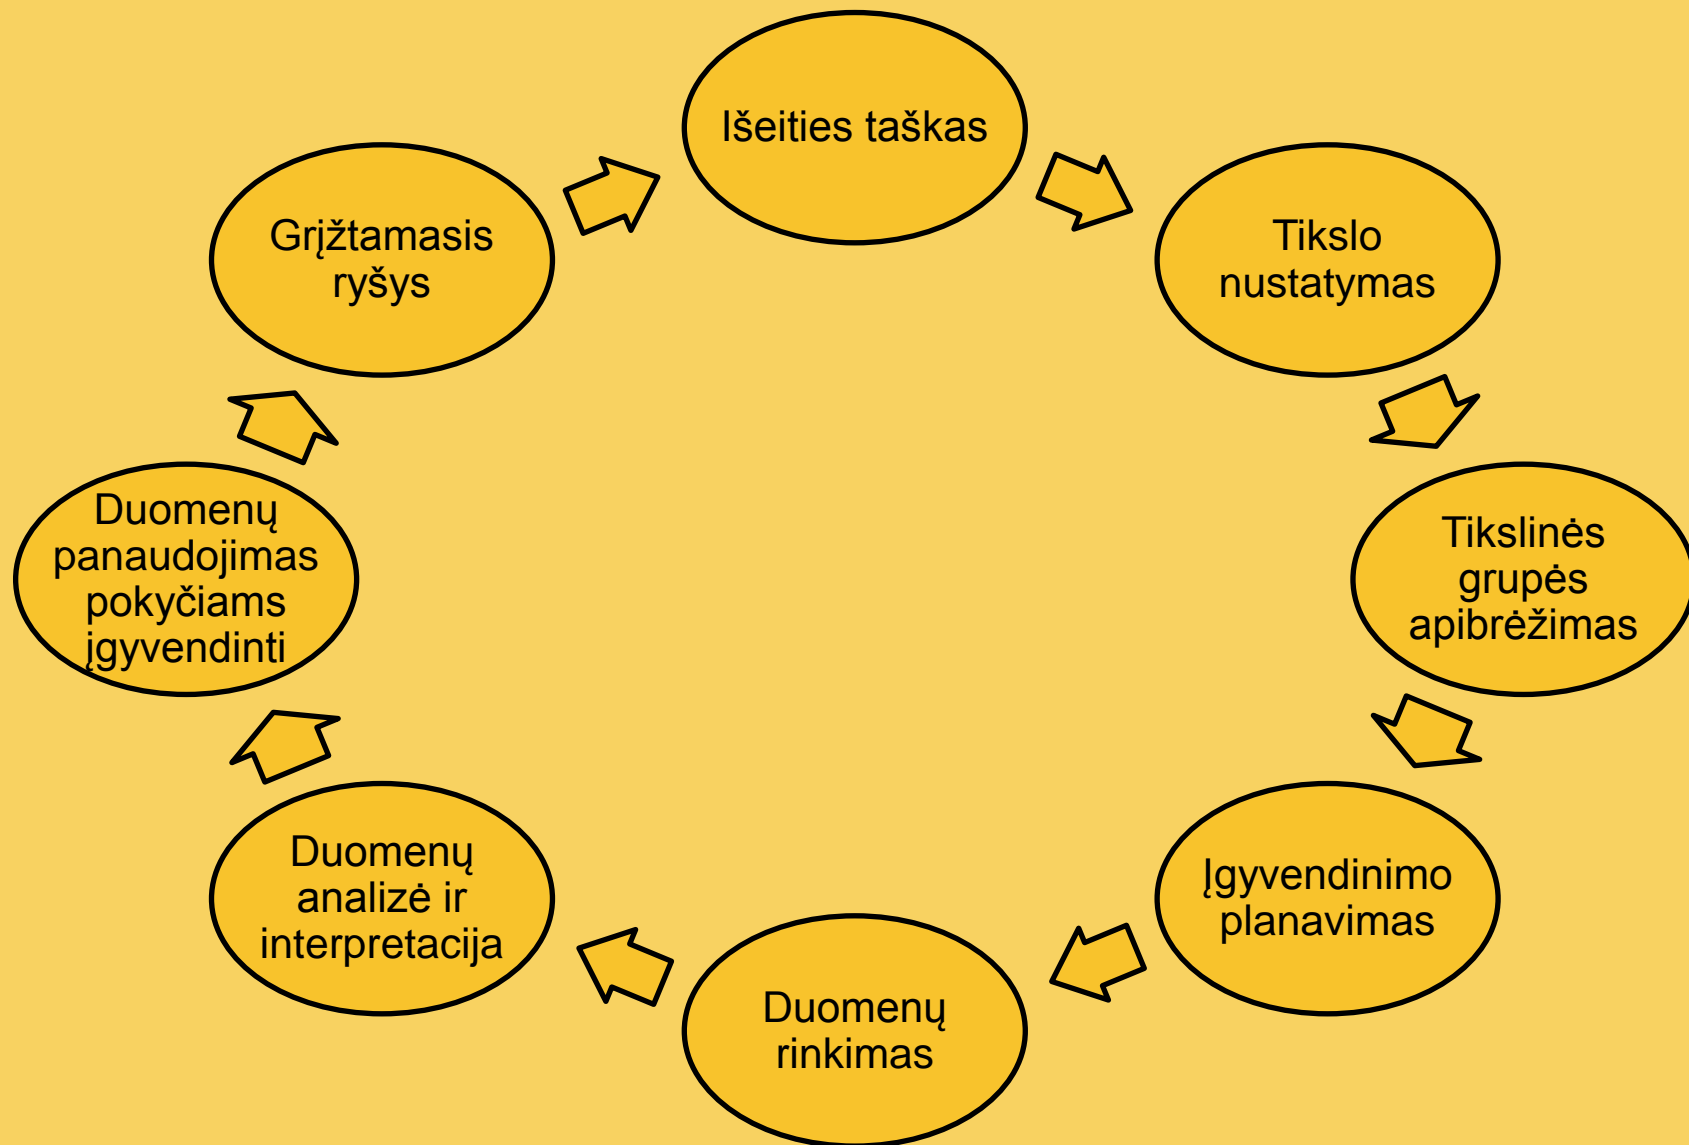 Išeities taškas
Tikslo
nustatymas
Tikslinės
grupės
apibrėžimas
Įgyvendinimo
planavimas
Duomenų
rinkimas
Duomenų
analizė ir
interpretacija
Duomenų
panaudojimas
pokyčiams
įgyvendinti
Grįžtamasis
ryšys